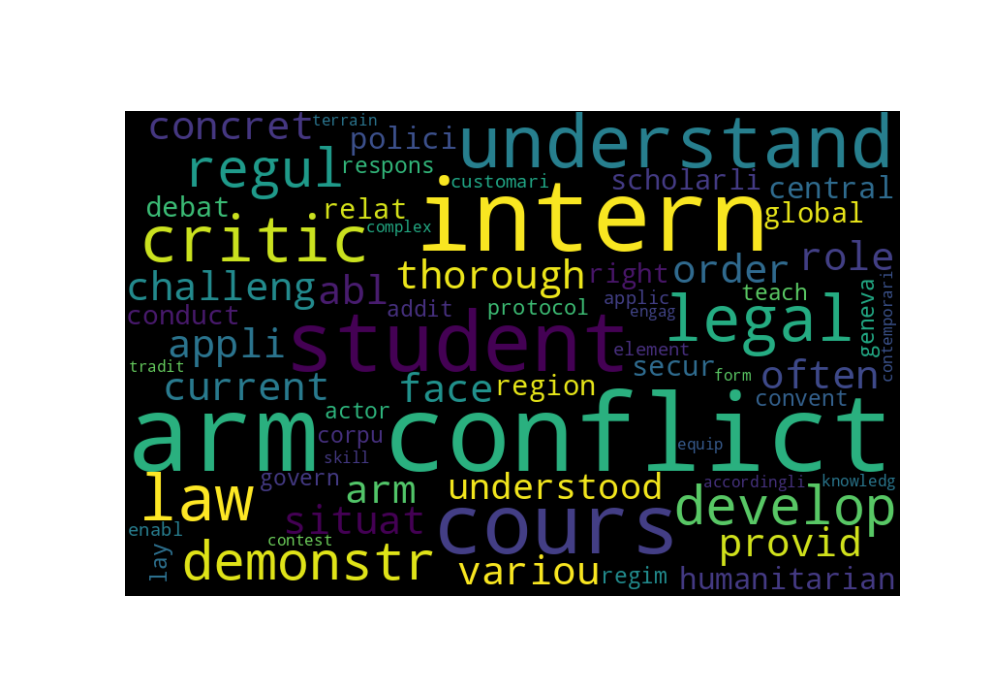 concret terrain
polici understand
regul respons
customari scholarli central
debat relat intern global
critic complex
thorough right order role
challeng abl
addit protocol applic teach
conduct student engag legal geneva contemporari
appli element
tradit secur form often
current face region convent
arm conflict
actor
corpu equip
skill
law govern arm understood accordingli knowledg
situat cours develop
enabl contest provid
lay demonstr variou regim humanitarian